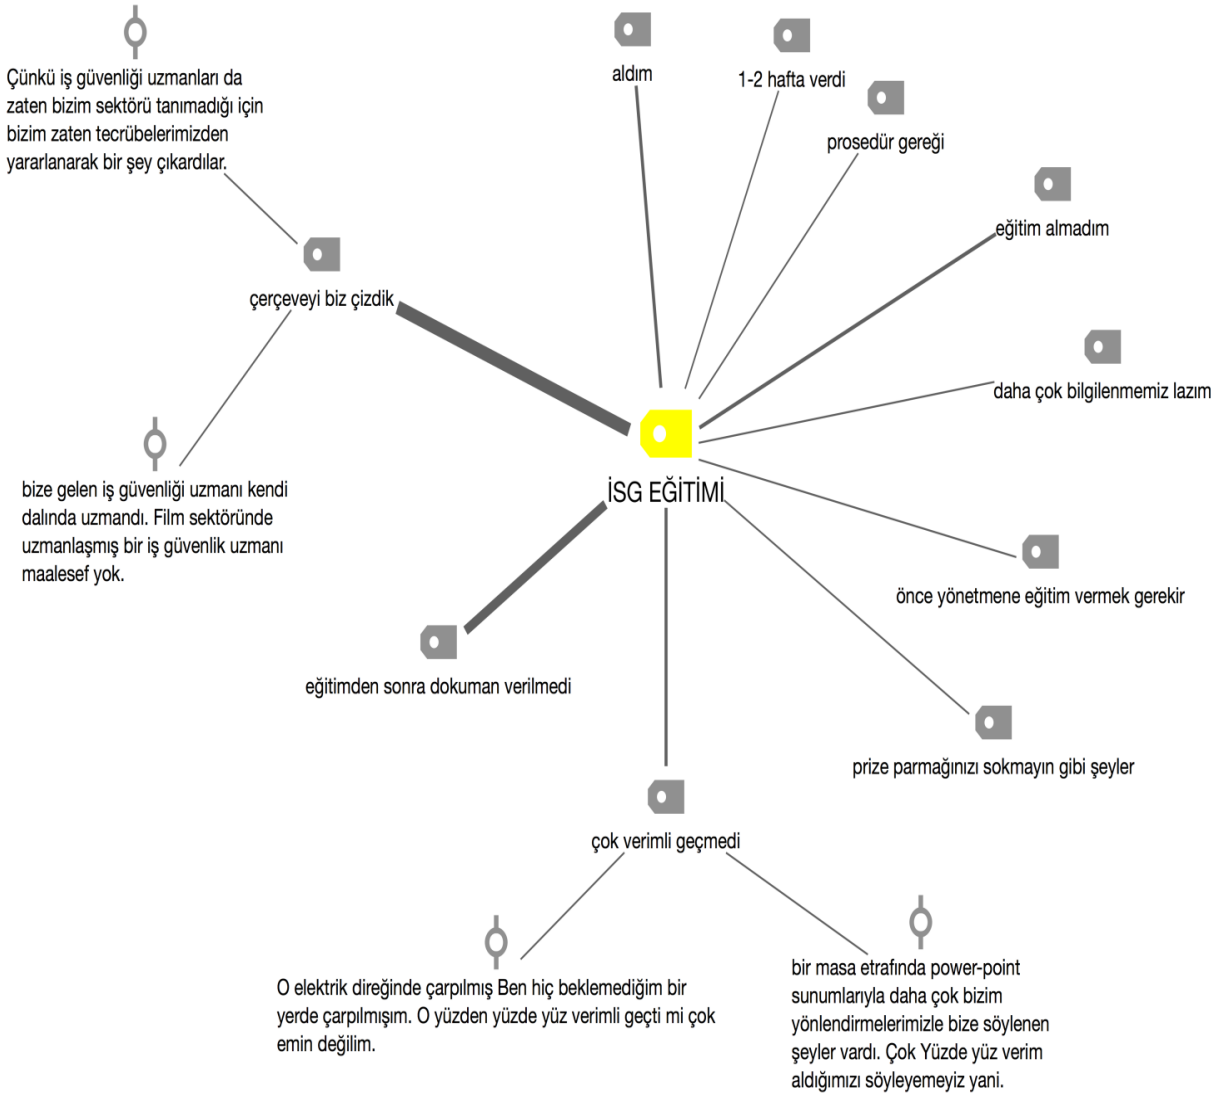 Çünkü iş güvenliği uzmanları da
zaten bizim sektörü tanımadığı için
bizim zaten tecrübelerimizden
yararlanarak bir şey çıkardılar.
aldım
1-2 hafta verdi
prosedür gereği
eğitim almadım
çerçeveyi biz çizdik
daha çok bilgilenmemiz lazım
İSG EĞİTİMİ
bize gelen iş güvenliği uzmanı kendi
dalında uzmandı. Film sektöründe
uzmanlaşmış bir iş güvenlik uzmanı
maalesef yok.
önce yönetmene eğitim vermek gerekir
eğitimden sonra dokuman verilmedi
prize parmağınızı sokmayın gibi şeyler
çok verimli geçmedi
O elektrik direğinde çarpılmış Ben hiç beklemediğim bir
yerde çarpılmışım. O yüzden yüzde yüz verimli geçti mi çok
emin değilim.
bir masa etrafında power-point
sunumlarıyla daha çok bizim
yönlendirmelerimizle bize söylenen
şeyler vardı. Çok Yüzde yüz verim
aldığımızı söyleyemeyiz yani.